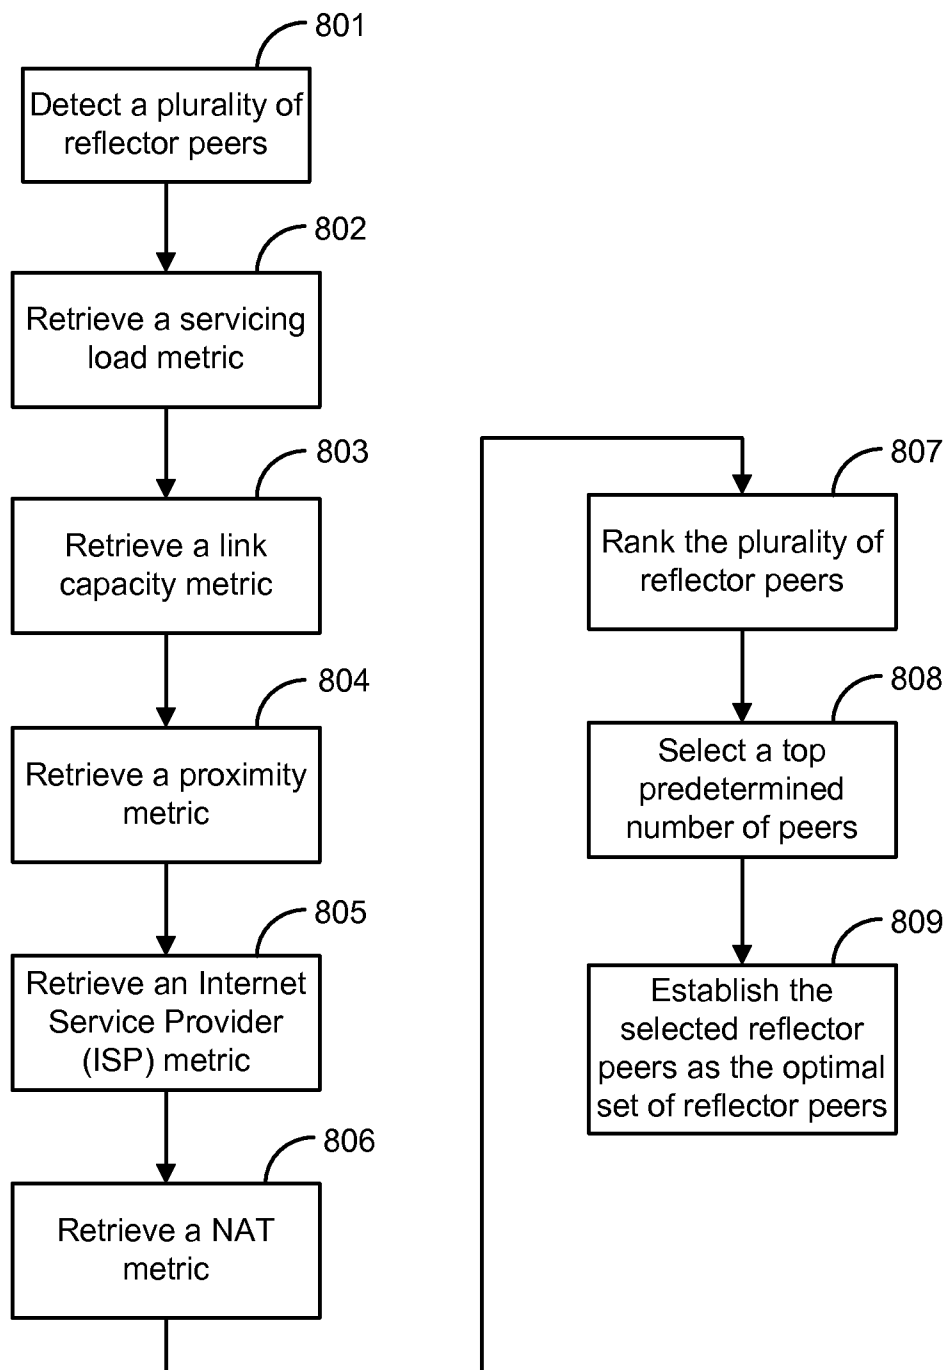 801
Detect a plurality of
reflector peers
802
Retrieve a servicing
load metric
803
Retrieve a link
capacity metric
804
Retrieve a proximity
metric
805
Retrieve an Internet
Service Provider
(ISP) metric
806
Retrieve a NAT
metric
807
Rank the plurality of
reflector peers
808
Select a top
predetermined
number of peers
809
Establish the
selected reflector
peers as the optimal
set of reflector peers